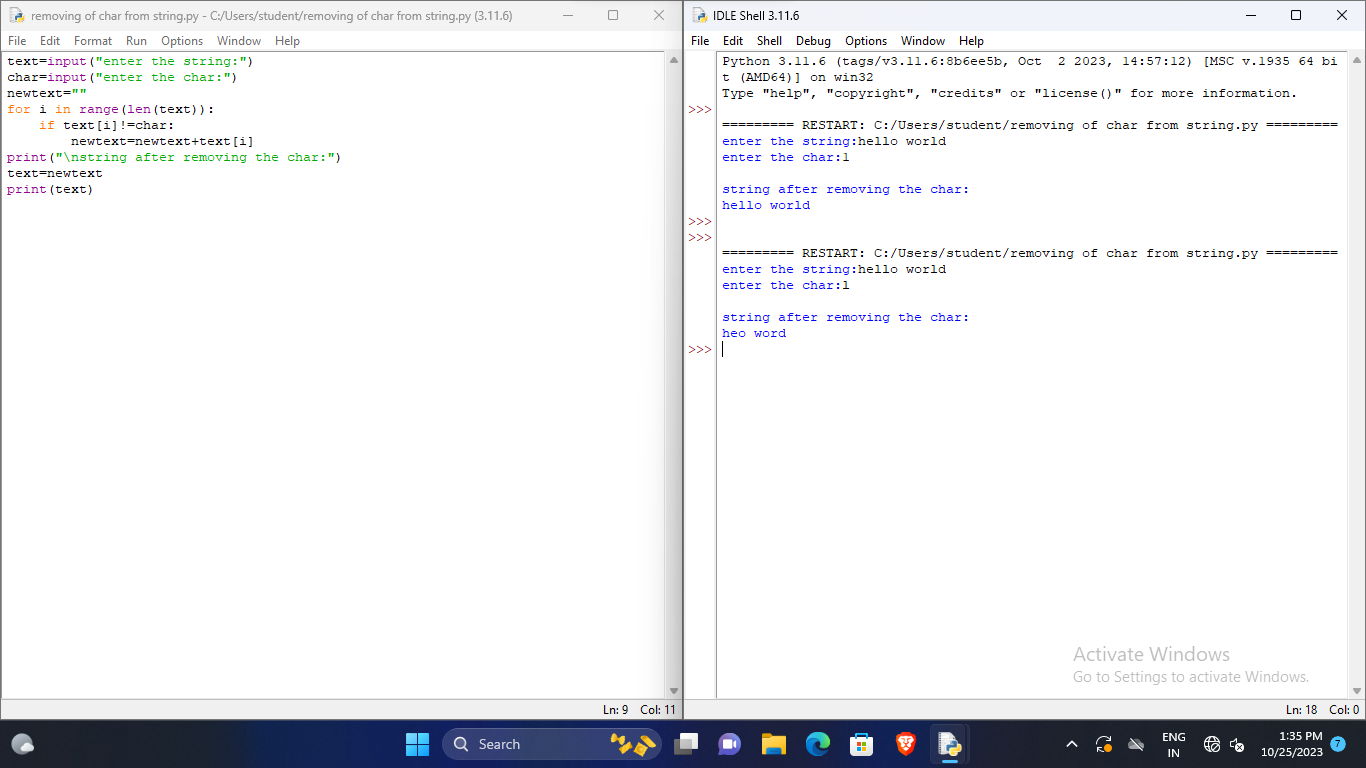 removing of char from string.py - C:/Users/student/removing of char from string.py (3.11.6)
File Edit Format Run Options Window Help
text=input("enter the string:")
char=input("enter the char:")
newtext=""
for i in range(len(text)):
    if text[i]!=char:
        newtext=newtext+text[i]
print("\nstring after removing the char:")
text=newtext
print(text)
Ln: 9 Col: 11
IDLE Shell 3.11.6
File Edit Shell Debug Options Window Help
Python 3.11.6 (tags/v3.11.6:8b6ee5b, Oct  2 2023, 14:57:12) [MSC v.1935 64 bi
t (AMD64)] on win32
Type "help", "copyright", "credits" or "license()" for more information.
>>>
========= RESTART: C:/Users/student/removing of char from string.py =========
enter the string:hello world
enter the char:1

string after removing the char:
hello world
>>>
>>>
========= RESTART: C:/Users/student/removing of char from string.py =========
enter the string:hello world
enter the char:l

string after removing the char:
heo word
>>>
Activate Windows
Go to Settings to activate Windows.
Ln: 18 Col: 0
Search
ENG
IN
1:35 PM
10/25/2023
7